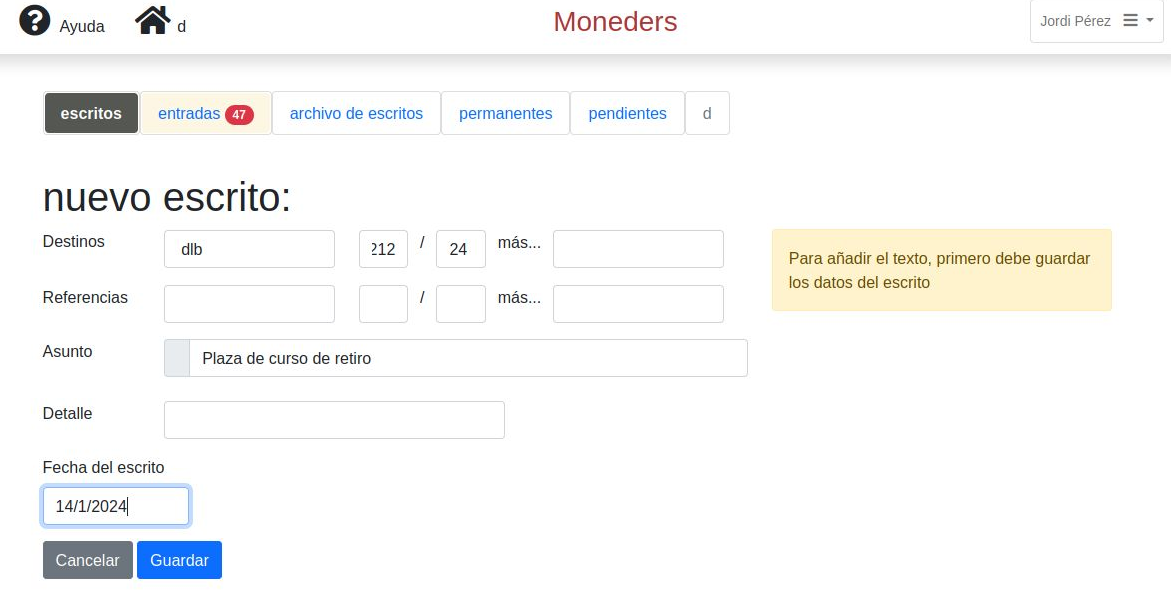 Ayuda d Moneders Jordi Pérez
escritos entradas 47 archivo de escritos permanentes pendientes d
nuevo escrito:
Destinos dlb 212 / 24 más...
Para añadir el texto, primero debe guardar
los datos del escrito
Referencias / más...
Asunto Plaza de curso de retiro
Detalle
Fecha del escrito
14/1/2024
Cancelar Guardar